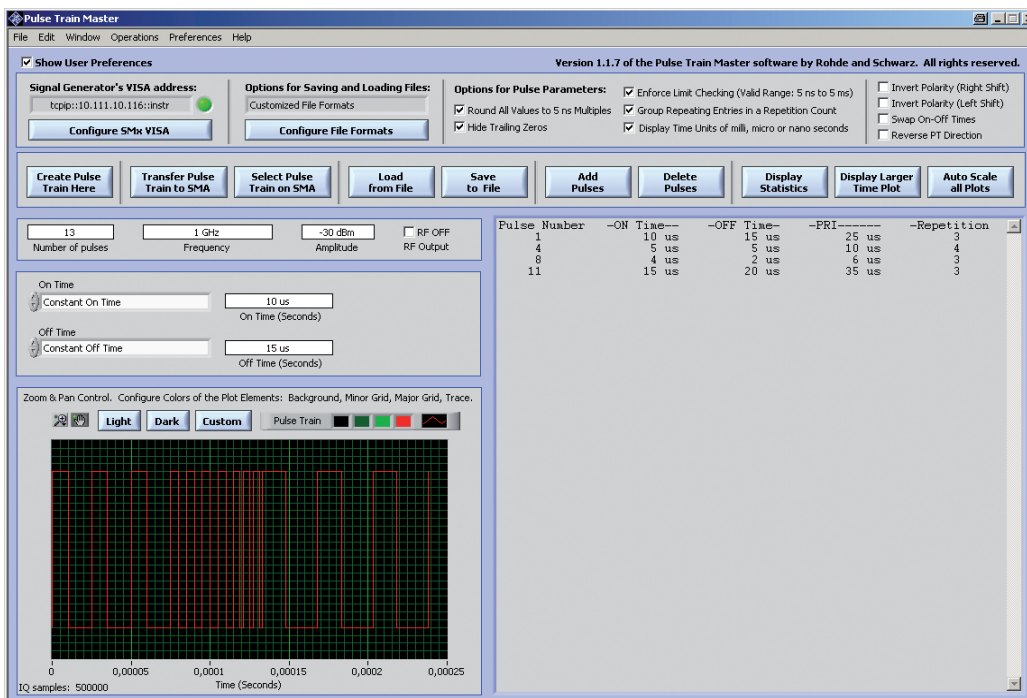 Pulse Train Master
File Edit Window Operations Preferences Help
Show User Preferences
Version 1.1.7 of the Pulse Train Master software by Rohde and Schwarz. All rights reserved.
Signal Generator's VISA address:
tcpip::10.111.10.116::instr
Configure SMx VISA
Options for Saving and Loading Files:
Customized File Formats
Configure File Formats
Options for Pulse Parameters:
Round All Values to 5 ns Multiples
Hide Trailing Zeros
Enforce Limit Checking (Valid Range: 5 ns to 5 ms)
Group Repeating Entries in a Repetition Count
Display Time Units of milli, micro or nano seconds
Invert Polarity (Right Shift)
Invert Polarity (Left Shift)
Swap On-Off Times
Reverse PT Direction
Create Pulse
Train Here
Transfer Pulse
Train to SMA
Select Pulse
Train on SMA
Load
from File
Save
to File
Add
Pulses
Delete
Pulses
Display
Statistics
Display Larger
Time Plot
Auto Scale
all Plots
13
Number of pulses
1 GHz
Frequency
-30 dBm
Amplitude
RF OFF
RF Output
On Time
Constant On Time
10 us
On Time (Seconds)
Off Time
Constant Off Time
15 us
Off Time (Seconds)
Pulse Number -ON Time-- -OFF Time- -PRI------ -Repetition
1 10 us 15 us 25 us 3
4 5 us 5 us 10 us 4
8 4 us 2 us 6 us 3
11 15 us 20 us 35 us 3
Zoom & Pan Control. Configure Colors of the Plot Elements: Background, Minor Grid, Major Grid, Trace.
Light Dark Custom Pulse Train
0 0,00005 0,0001 0,00015 0,0002 0,00025
Time (Seconds)
IQ samples: 500000